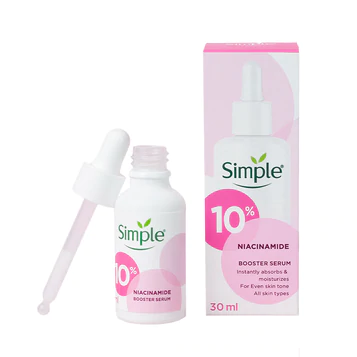 Simple®
10%
NIACINAMIDE
BOOSTER SERUM
Simple®
10%
NIACINAMIDE
BOOSTER SERUM
Instantly absorbs &
moisturizes
For Even skin tone
All skin types
30 ml